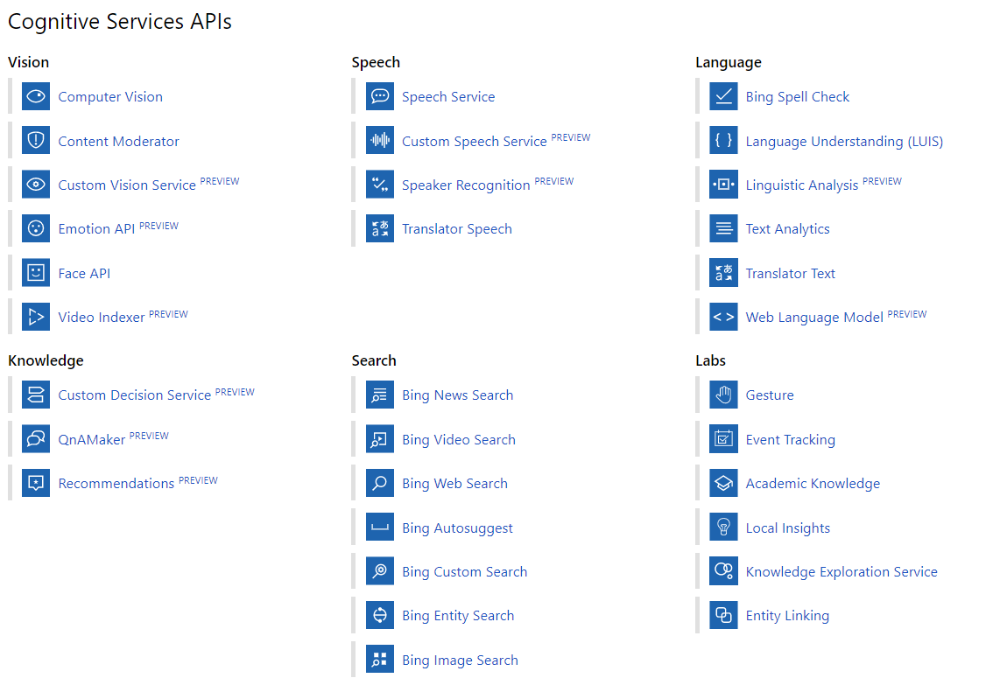 Cognitive Services APIs
Vision
Computer Vision
Content Moderator
Custom Vision Service PREVIEW
Emotion API PREVIEW
Face API
Video Indexer PREVIEW
Speech
Speech Service
Custom Speech Service PREVIEW
Speaker Recognition PREVIEW
Translator Speech
Language
Bing Spell Check
Language Understanding (LUIS)
Linguistic Analysis PREVIEW
Text Analytics
Translator Text
Web Language Model PREVIEW
Knowledge
Custom Decision Service PREVIEW
QnAMaker PREVIEW
Recommendations PREVIEW
Search
Bing News Search
Bing Video Search
Bing Web Search
Bing Autosuggest
Bing Custom Search
Bing Entity Search
Bing Image Search
Labs
Gesture
Event Tracking
Academic Knowledge
Local Insights
Knowledge Exploration Service
Entity Linking